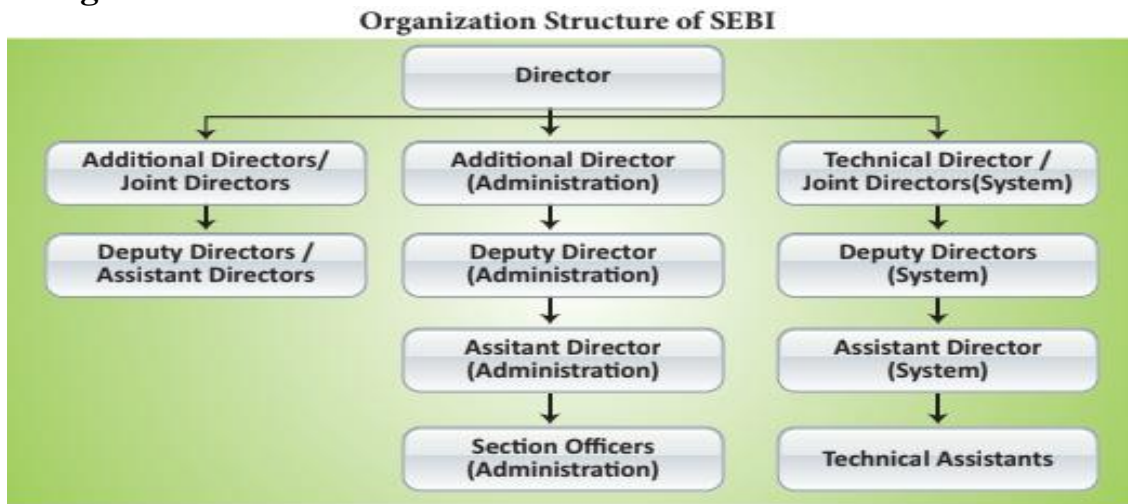 Organization Structure of SEBI
Director
Additional Directors/
Joint Directors
Additional Director
(Administration)
Technical Director /
Joint Directors(System)
Deputy Directors /
Assistant Directors
Deputy Director
(Administration)
Deputy Directors
(System)
Assitant Director
(Administration)
Assistant Director
(System)
Section Officers
(Administration)
Technical Assistants